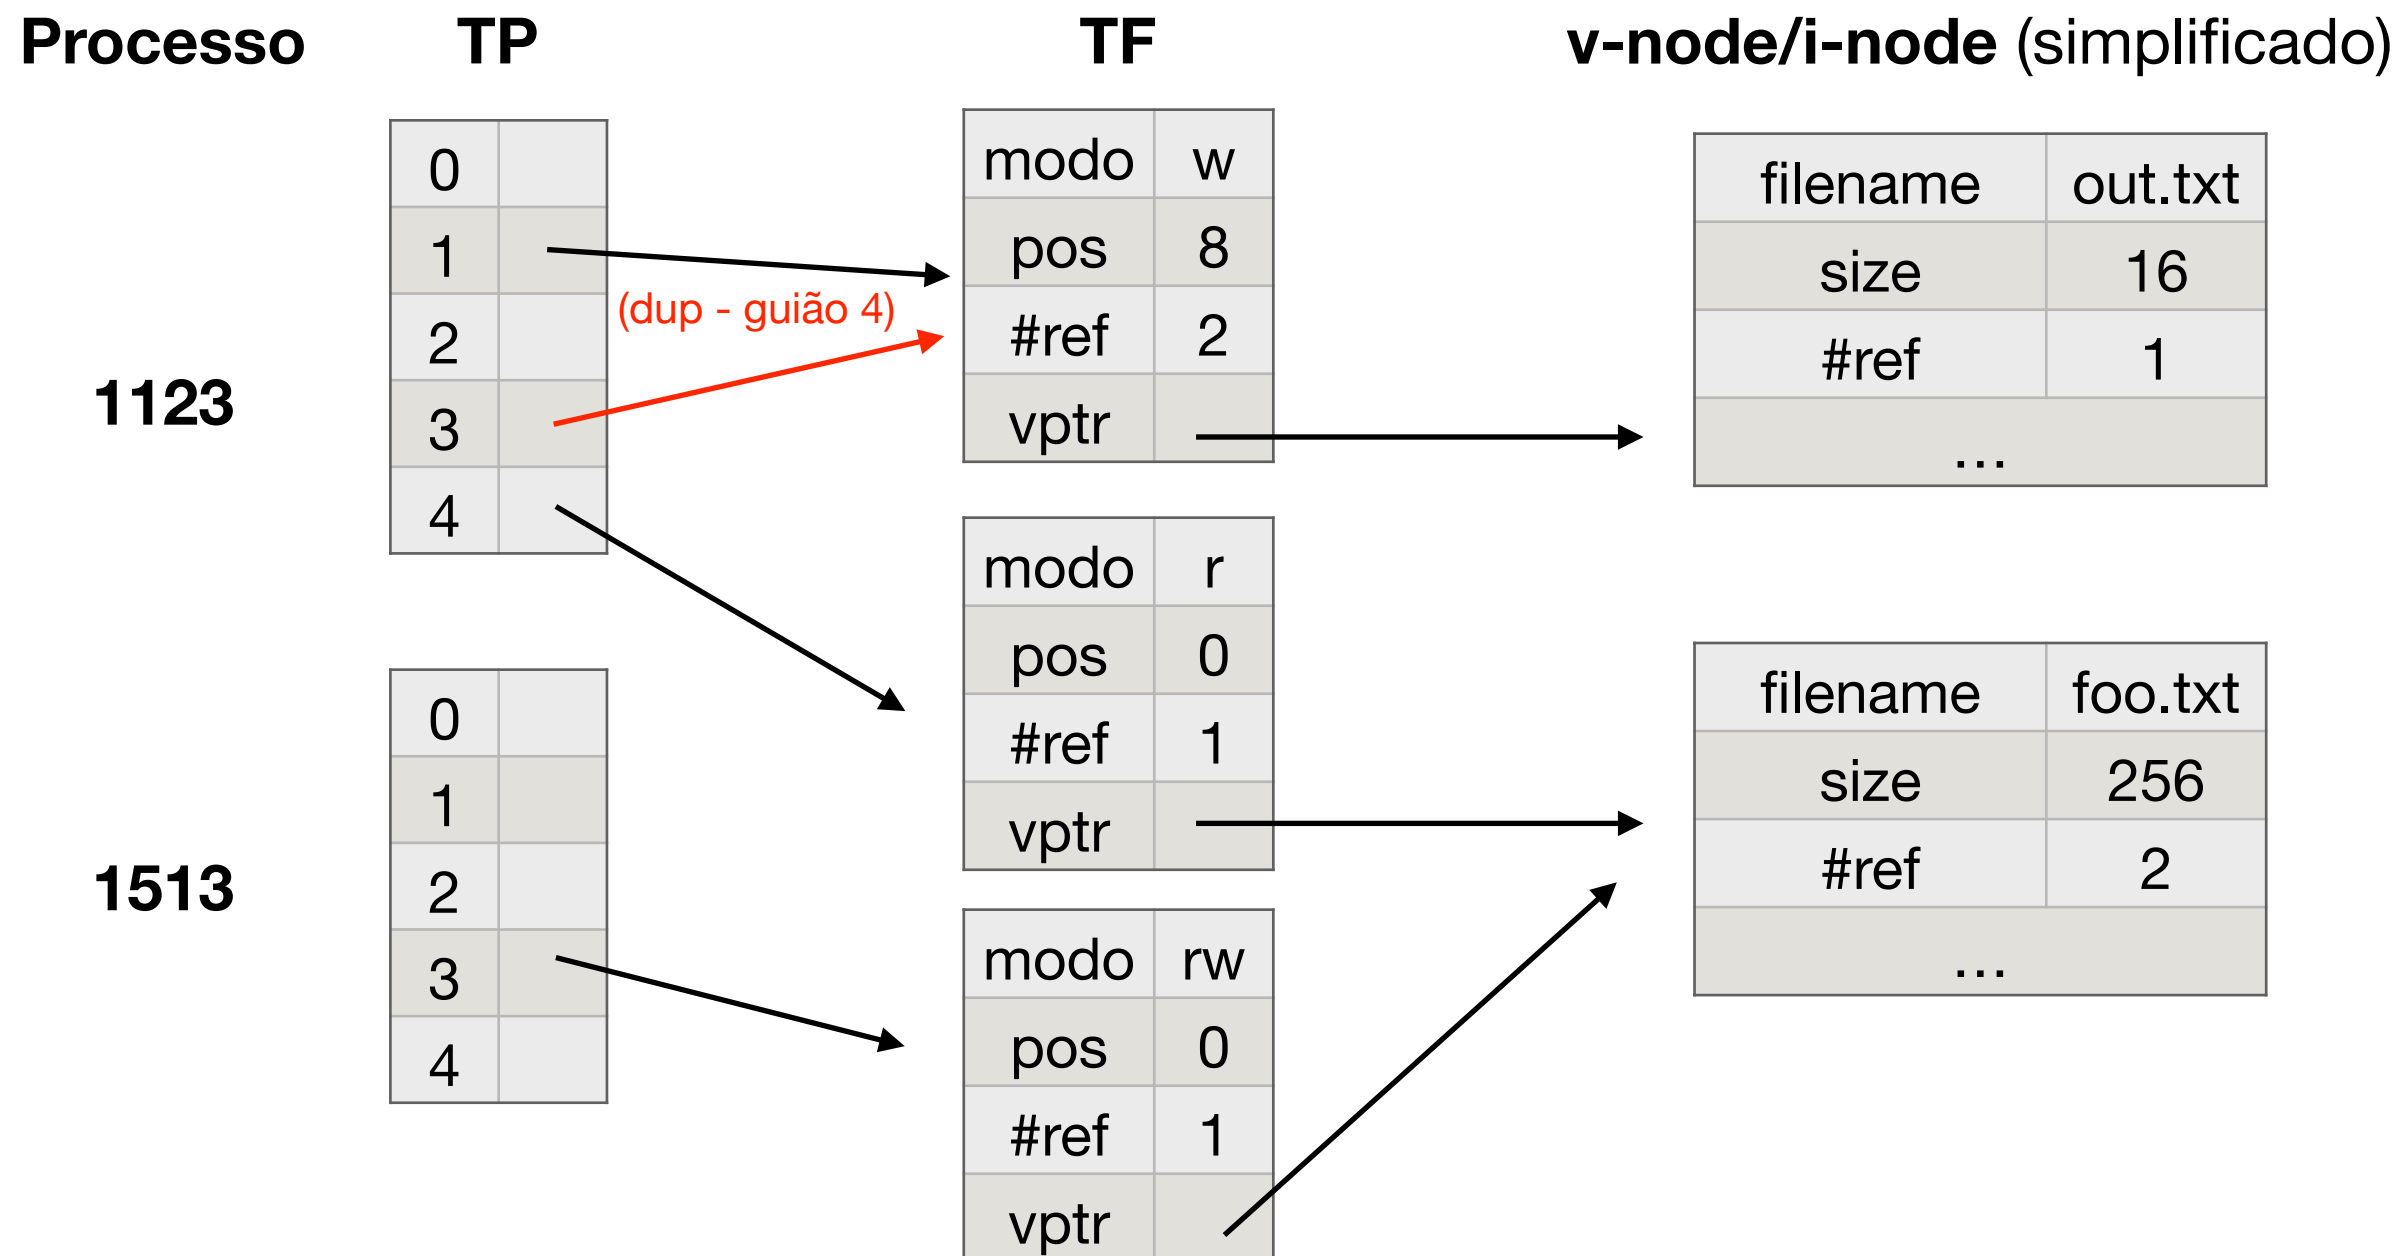 Processo TP TF v-node/i-node (simplificado)
1123
0
1
2
3
4
(dup - guião 4)
modo w
pos 8
#ref 2
vptr
filename out.txt
size 16
#ref 1
...
modo r
pos 0
#ref 1
vptr
1513
0
1
2
3
4
modo rw
pos 0
#ref 1
vptr
filename foo.txt
size 256
#ref 2
...